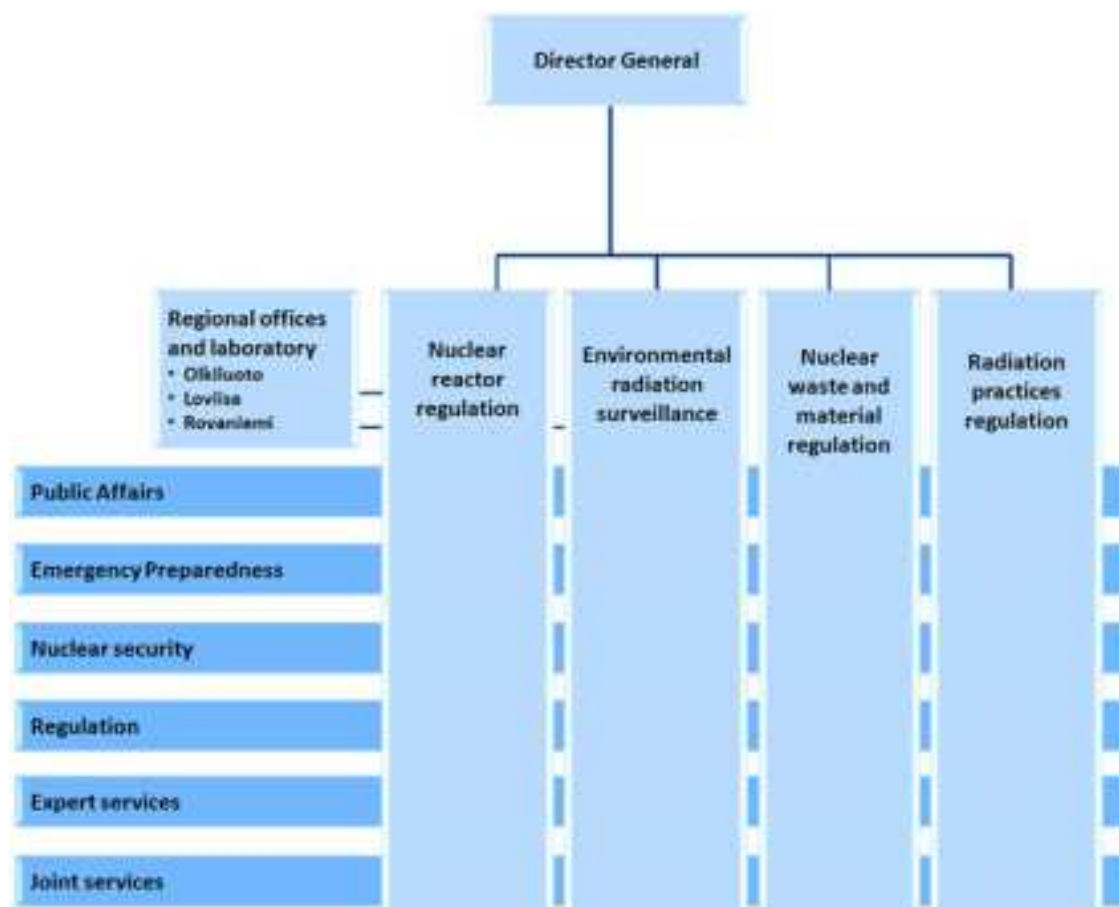 Director General
Regional offices
and laboratory
• Olkiluoto
• Loviisa
• Rovaniemi
Nuclear
reactor
regulation
Environmental
radiation
surveillance
Nuclear
waste and
material
regulation
Radiation
practices
regulation
Public Affairs
Emergency Preparedness
Nuclear security
Regulation
Expert services
Joint services